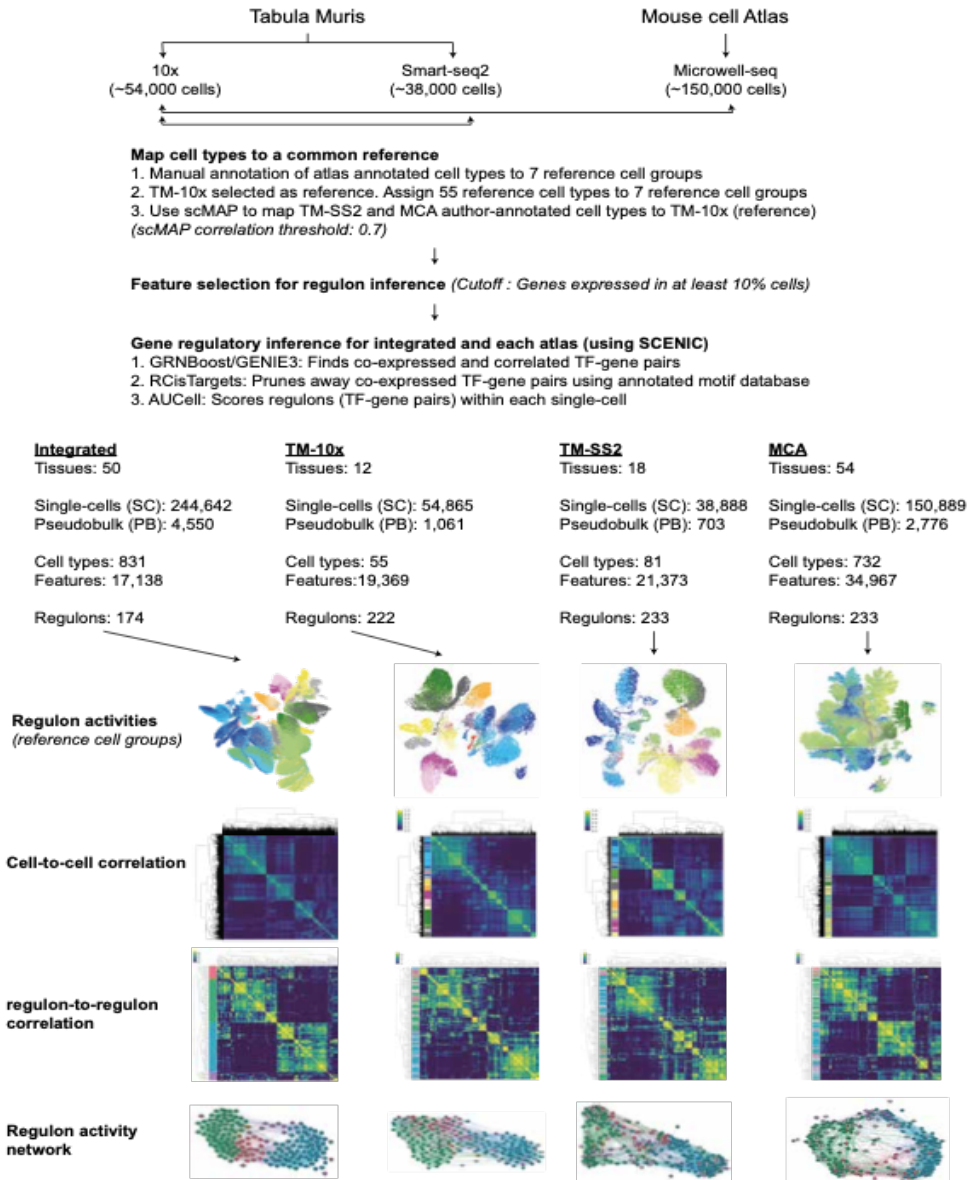 Tabula Muris
Mouse cell Atlas
10x
(~54,000 cells)
Smart-seq2
(~38,000 cells)
Microwell-seq
(~150,000 cells)
Map cell types to a common reference
1. Manual annotation of atlas annotated cell types to 7 reference cell groups
2. TM-10x selected as reference. Assign 55 reference cell types to 7 reference cell groups
3. Use scMAP to map TM-SS2 and MCA author-annotated cell types to TM-10x (reference)
(scMAP correlation threshold: 0.7)
Feature selection for regulon inference (Cutoff : Genes expressed in at least 10% cells)
Gene regulatory inference for integrated and each atlas (using SCENIC)
1. GRNBoost/GENIE3: Finds co-expressed and correlated TF-gene pairs
2. RCisTargets: Prunes away co-expressed TF-gene pairs using annotated motif database
3. AUCell: Scores regulons (TF-gene pairs) within each single-cell
Integrated
Tissues: 50
Single-cells (SC): 244,642
Pseudobulk (PB): 4,550
Cell types: 831
Features: 17,138
Regulons: 174
TM-10x
Tissues: 12
Single-cells (SC): 54,865
Pseudobulk (PB): 1,061
Cell types: 55
Features:19,369
Regulons: 222
TM-SS2
Tissues: 18
Single-cells (SC): 38,888
Pseudobulk (PB): 703
Cell types: 81
Features: 21,373
Regulons: 233
MCA
Tissues: 54
Single-cells (SC): 150,889
Pseudobulk (PB): 2,776
Cell types: 732
Features: 34,967
Regulons: 233
Regulon activities
(reference cell groups)
Cell-to-cell correlation
regulon-to-regulon
correlation
Regulon activity
network